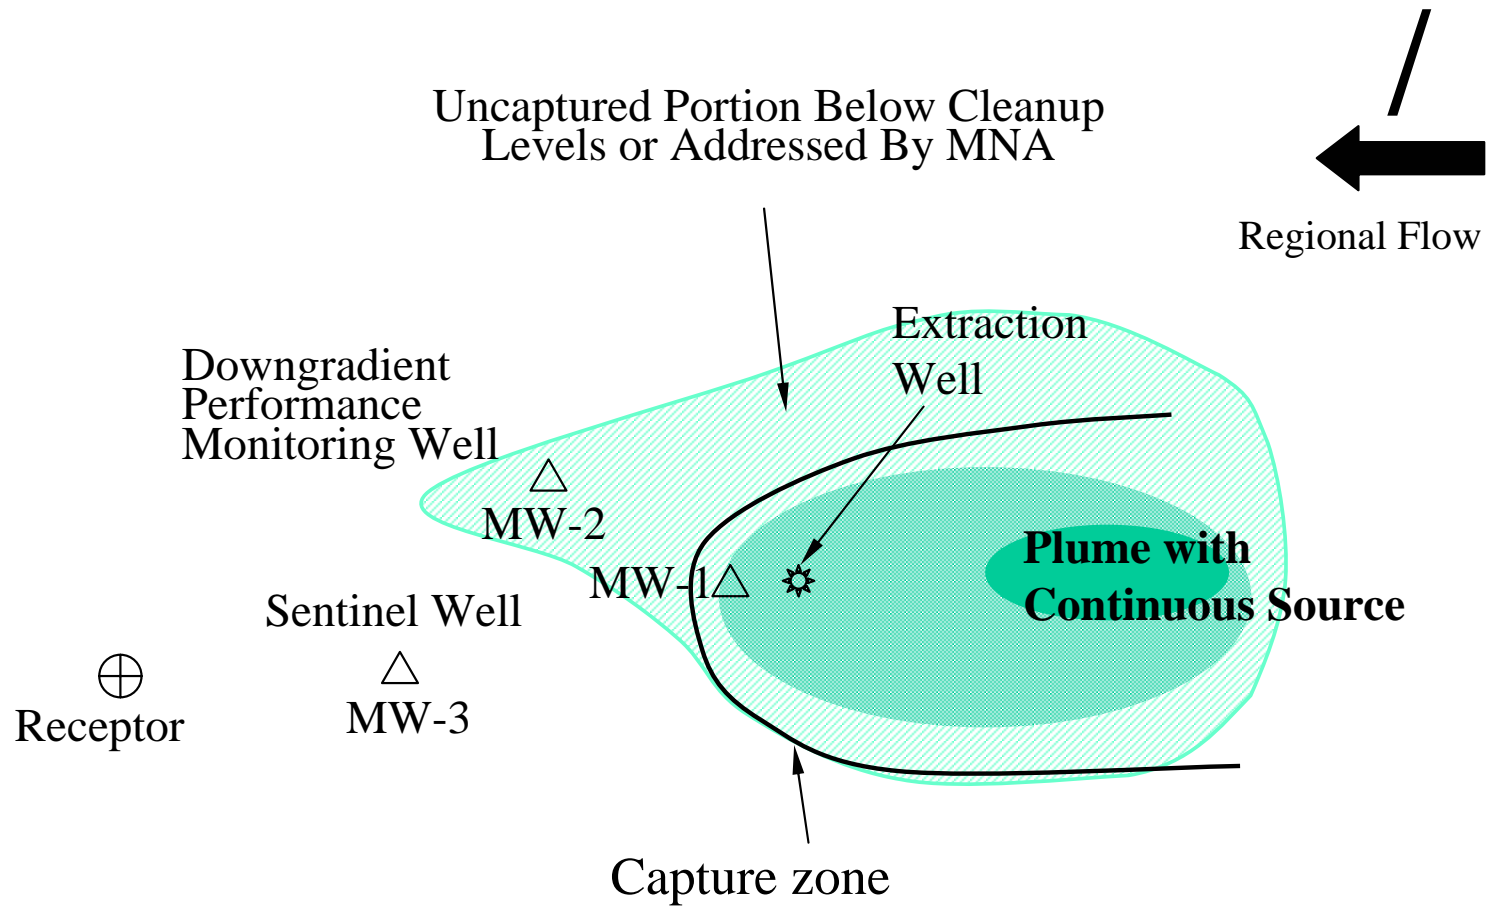 Uncaptured Portion Below Cleanup
Levels or Addressed By MNA
Regional Flow
Extraction
Well
Downgradient
Performance
Monitoring Well
MW-2
Plume with
Continuous Source
MW-1
Sentinel Well
MW-3
Receptor
Capture zone